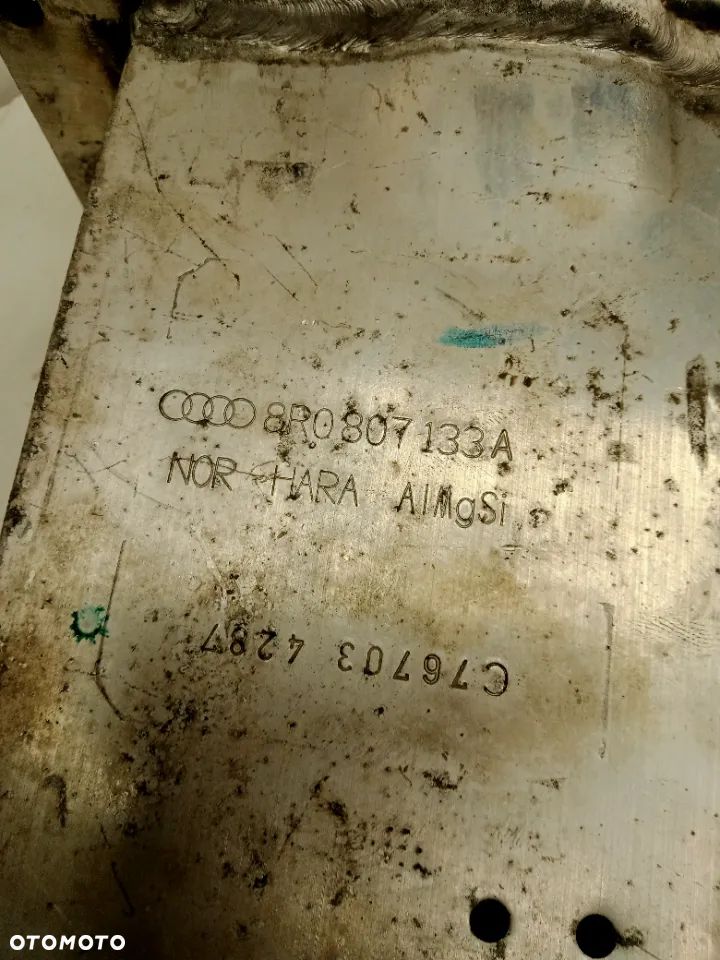 8R0 807 133 A
NOR-HARA AlMgSi
C76703 4287
OTOMOTO